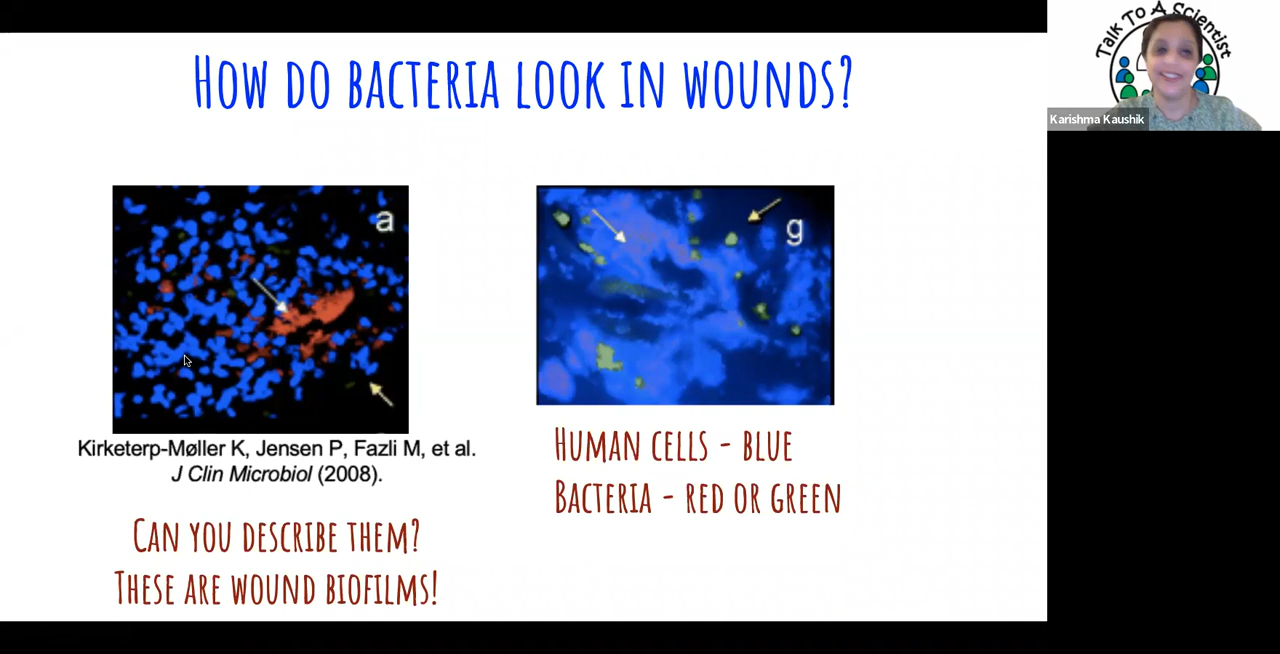 HOW DO BACTERIA LOOK IN WOUNDS?
a
g
Kirketerp-Møller K, Jensen P, Fazli M, et al.
J Clin Microbiol (2008).
HUMAN CELLS - BLUE
BACTERIA - RED OR GREEN
CAN YOU DESCRIBE THEM?
THESE ARE WOUND BIOFILMS!
Talk To A Scientist
Karishma Kaushik